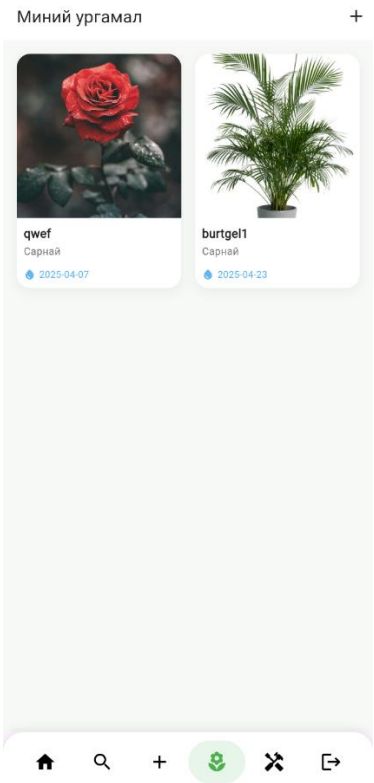 Миний ургамал
qwef
Сарнай
2025-04-07
burtgel1
Сарнай
2025-04-23